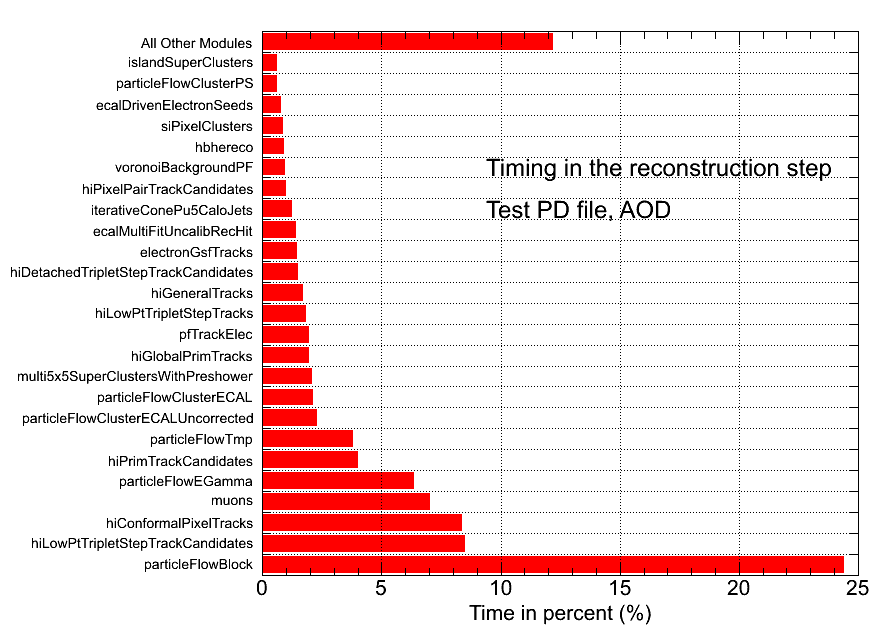 All Other Modules
islandSuperClusters
particleFlowClusterPS
ecalDrivenElectronSeeds
siPixelClusters
hbhereco
voronoiBackgroundPF
Timing in the reconstruction step
hiPixelPairTrackCandidates
iterativeConePu5CaloJets
Test PD file, AOD
ecalMultiFitUncalibRecHit
electronGsfTracks
hiDetachedTripletStepTrackCandidates
hiGeneralTracks
hiLowPtTripletStepTracks
pfTrackElec
hiGlobalPrimTracks
multi5x5SuperClustersWithPreshower
particleFlowClusterECAL
particleFlowClusterECALUncorrected
particleFlowTmp
hiPrimTrackCandidates
particleFlowEGamma
muons
hiConformalPixelTracks
hiLowPtTripletStepTrackCandidates
particleFlowBlock
0 5 10 15 20 25
Time in percent (%)